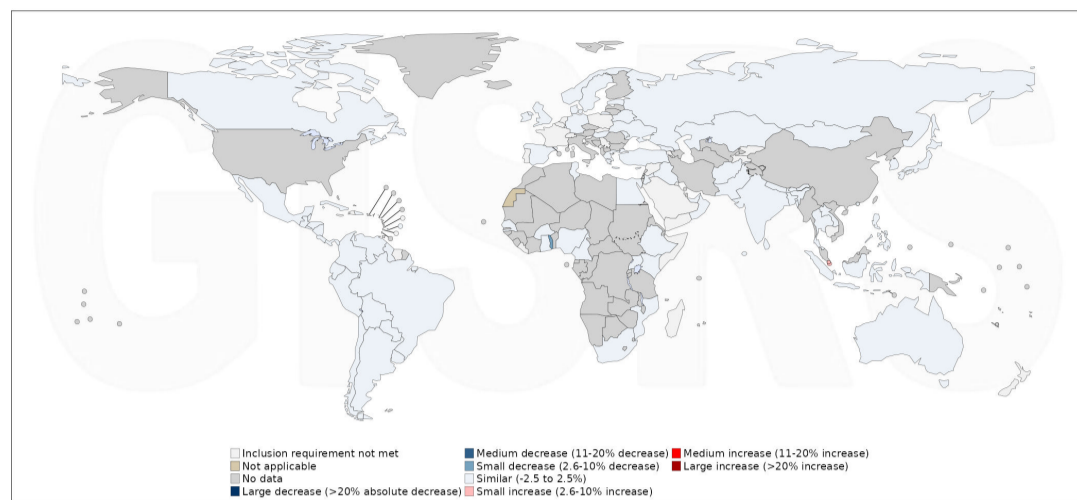 GISRS
Inclusion requirement not met
Not applicable
No data
Large decrease (>20% absolute decrease)
Medium decrease (11-20% decrease)
Small decrease (2.6-10% decrease)
Similar (-2.5 to 2.5%)
Small increase (2.6-10% increase)
Medium increase (11-20% increase)
Large increase (>20% increase)